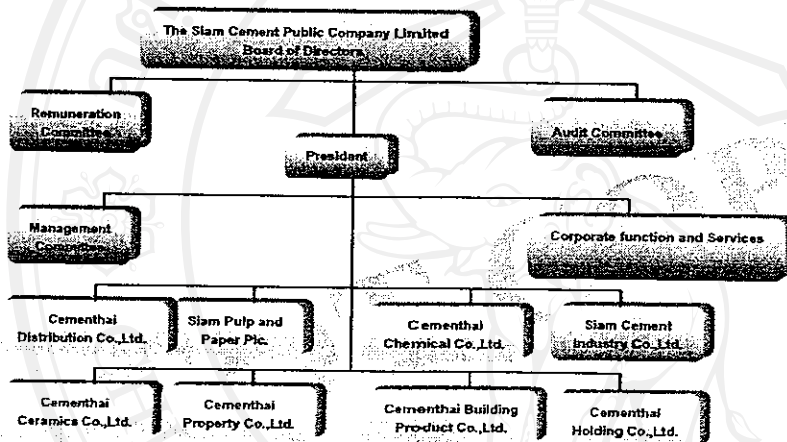 The Siam Cement Public Company Limited
Board of Directors
Remuneration
Committee
Audit Committee
President
Management
Committee
Corporate function and Services
Cementhai
Distribution Co.,Ltd.
Siam Pulp and
Paper Plc.
Cementhai
Chemical Co.,Ltd.
Siam Cement
Industry Co.,Ltd.
Cementhai
Ceramics Co.,Ltd.
Cementhai
Property Co.,Ltd.
Cementhai Building
Product Co.,Ltd.
Cementhai
Holding Co.,Ltd.